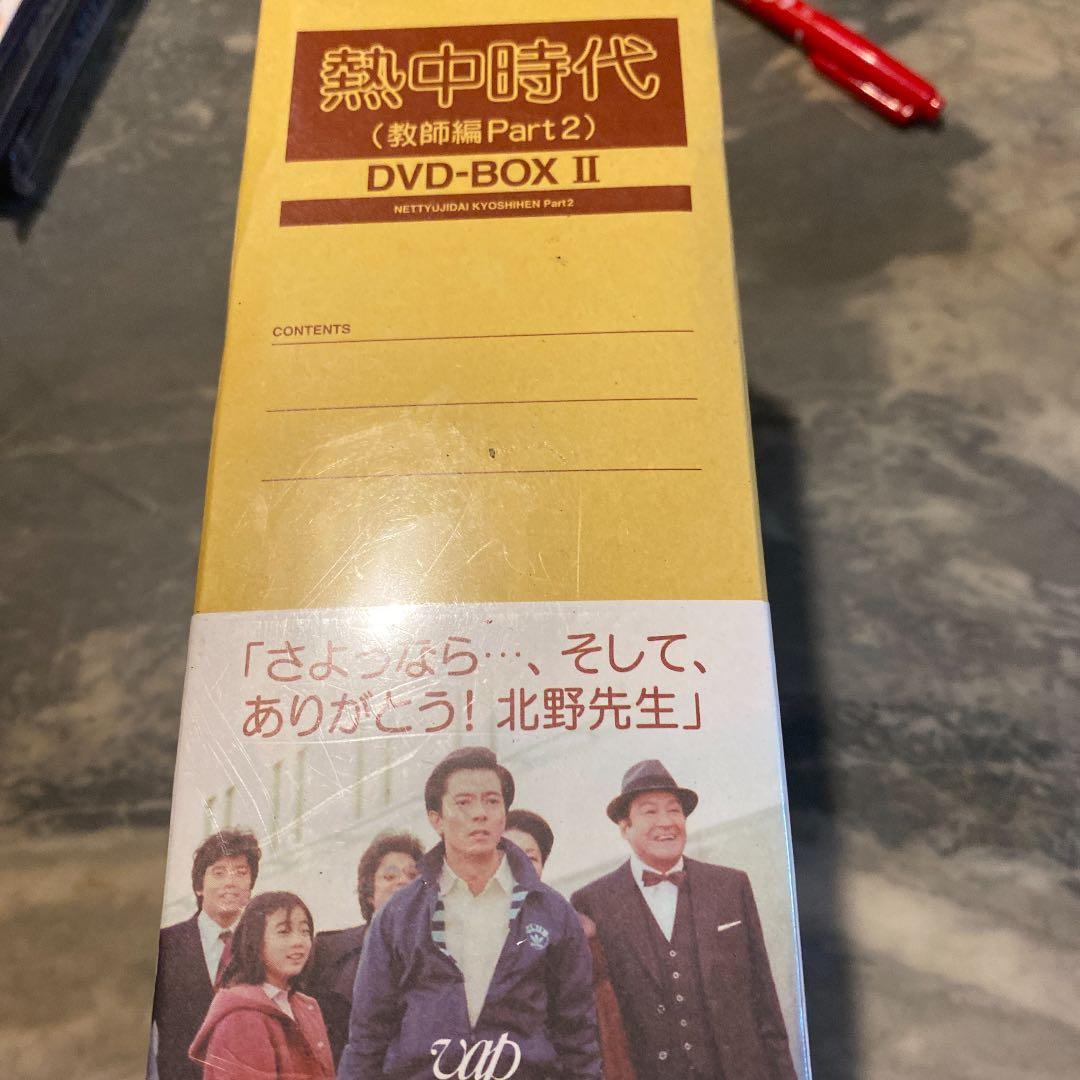 熱中時代
(教師編Part2)
DVD-BOX II
NETTYUJIDAI KYOSHIHEN Part2
CONTENTS
「さようなら…、そして、
ありがとう! 北野先生」
vap